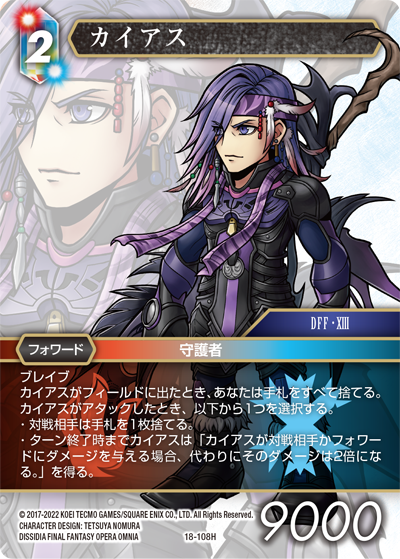 2
カイアス
DFF・XIII
フォワード
守護者
ブレイブ
カイアスがフィールドに出たとき、あなたは手札をすべて捨てる。
カイアスがアタックしたとき、以下から1つを選択する。
・対戦相手は手札を1枚捨てる。
・ターン終了時までカイアスは「カイアスが対戦相手かフォワー
ドにダメージを与える場合、代わりにそのダメージは2倍にな
る。」を得る。
© 2017-2022 KOEI TECMO GAMES/SQUARE ENIX CO., LTD. All Rights Reserved.
CHARACTER DESIGN: TETSUYA NOMURA
DISSIDIA FINAL FANTASY OPERA OMNIA
18-108H
9000